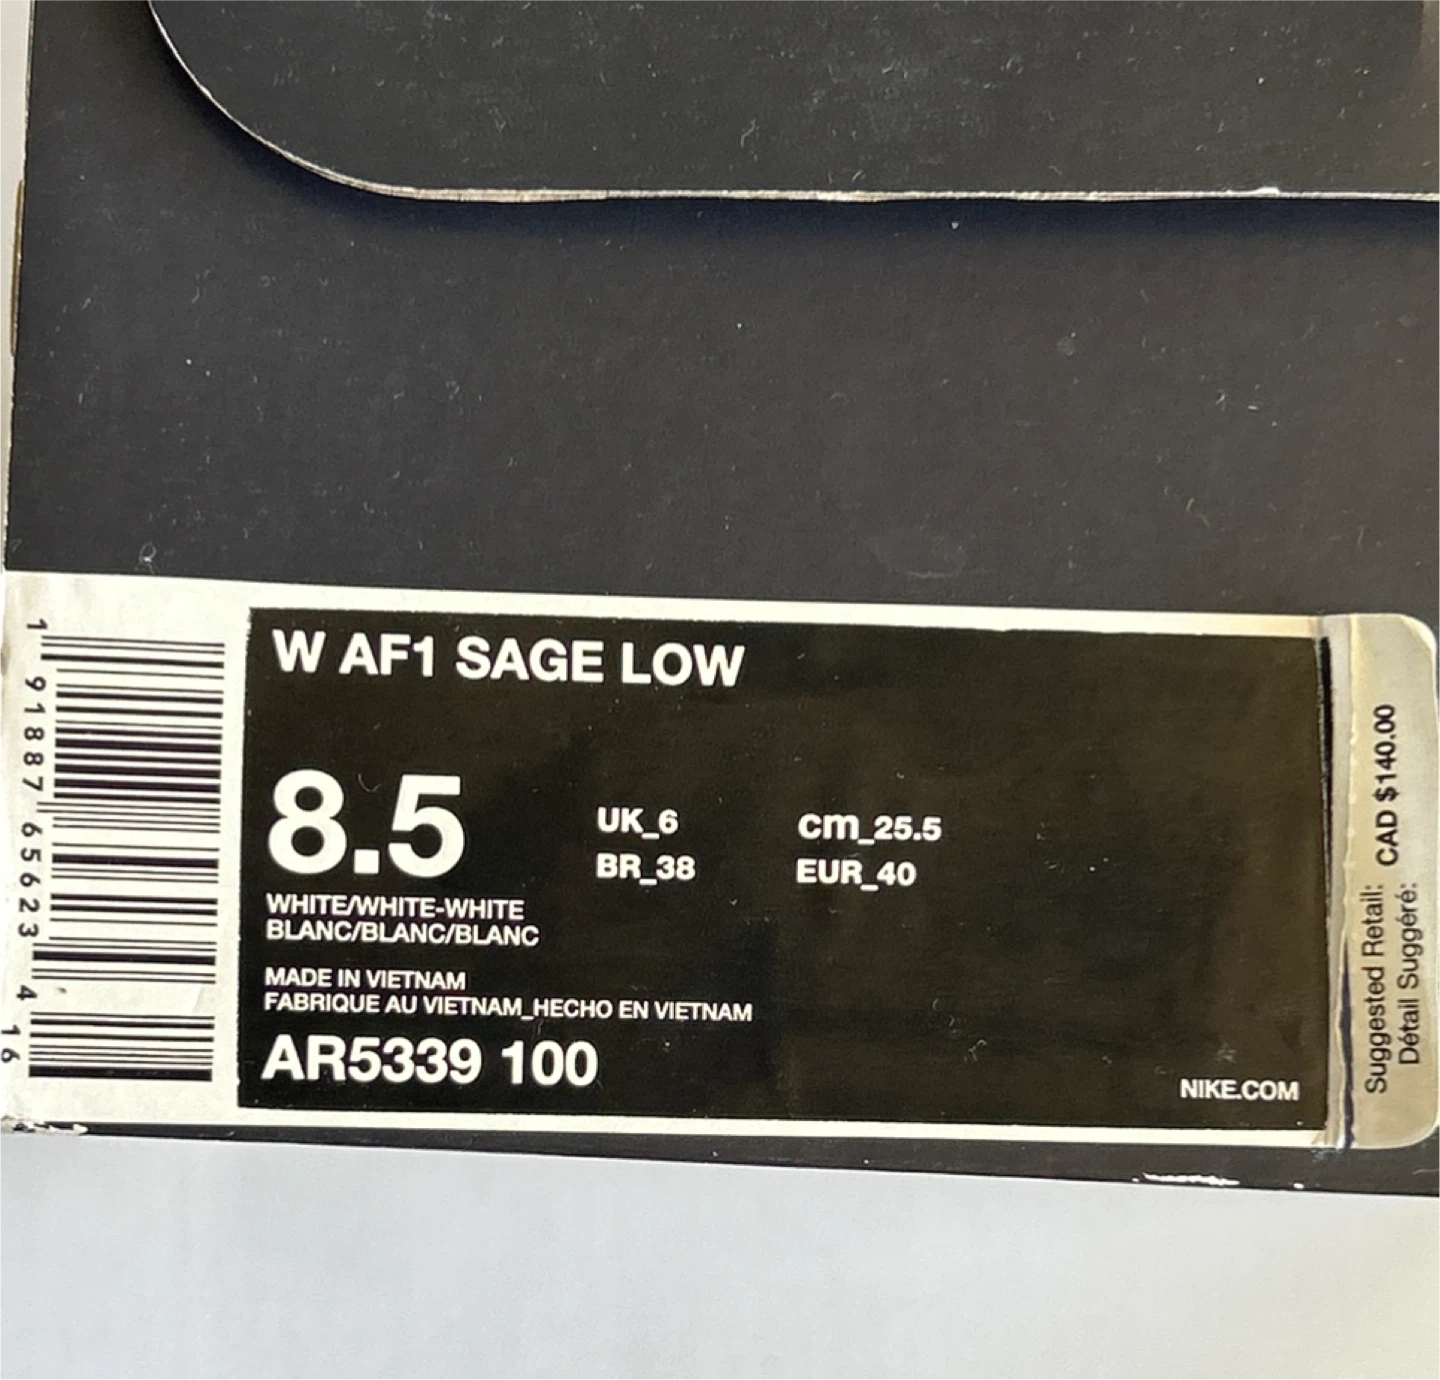 W AF1 SAGE LOW
8.5
UK_6 cm_25.5
BR_38 EUR_40
WHITE/WHITE-WHITE
BLANC/BLANC/BLANC
MADE IN VIETNAM
FABRIQUE AU VIETNAM_HECHO EN VIETNAM
AR5339 100
NIKE.COM
1 91887 65623 4 16
Suggested Retail: CAD $140.00
Détail Suggéré: